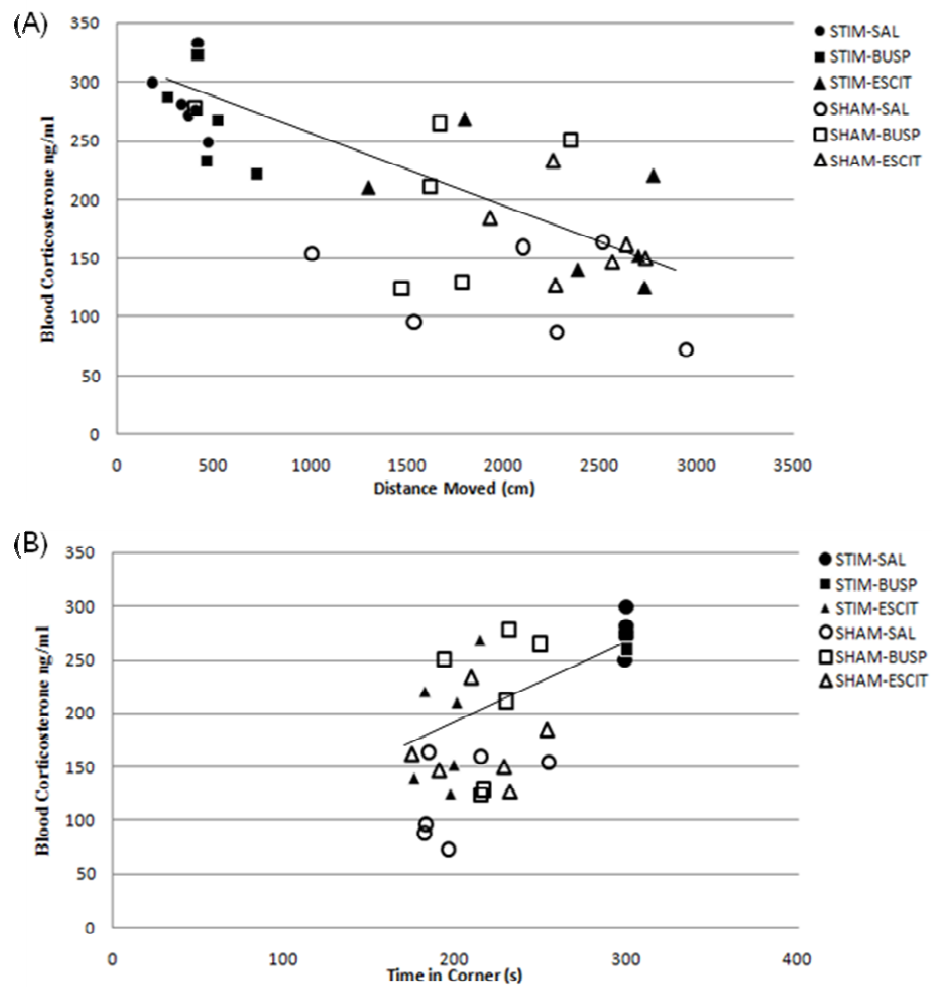 (A)
Blood Corticosterone ng/ml
350
300
250
200
150
100
50
0
0 500 1000 1500 2000 2500 3000 3500
Distance Moved (cm)
STIM-SAL
STIM-BUSP
STIM-ESCIT
SHAM-SAL
SHAM-BUSP
SHAM-ESCIT
(B)
Blood Corticosterone ng/ml
350
300
250
200
150
100
50
0
0 100 200 300 400
Time in Corner (s)
STIM-SAL
STIM-BUSP
STIM-ESCIT
SHAM-SAL
SHAM-BUSP
SHAM-ESCIT